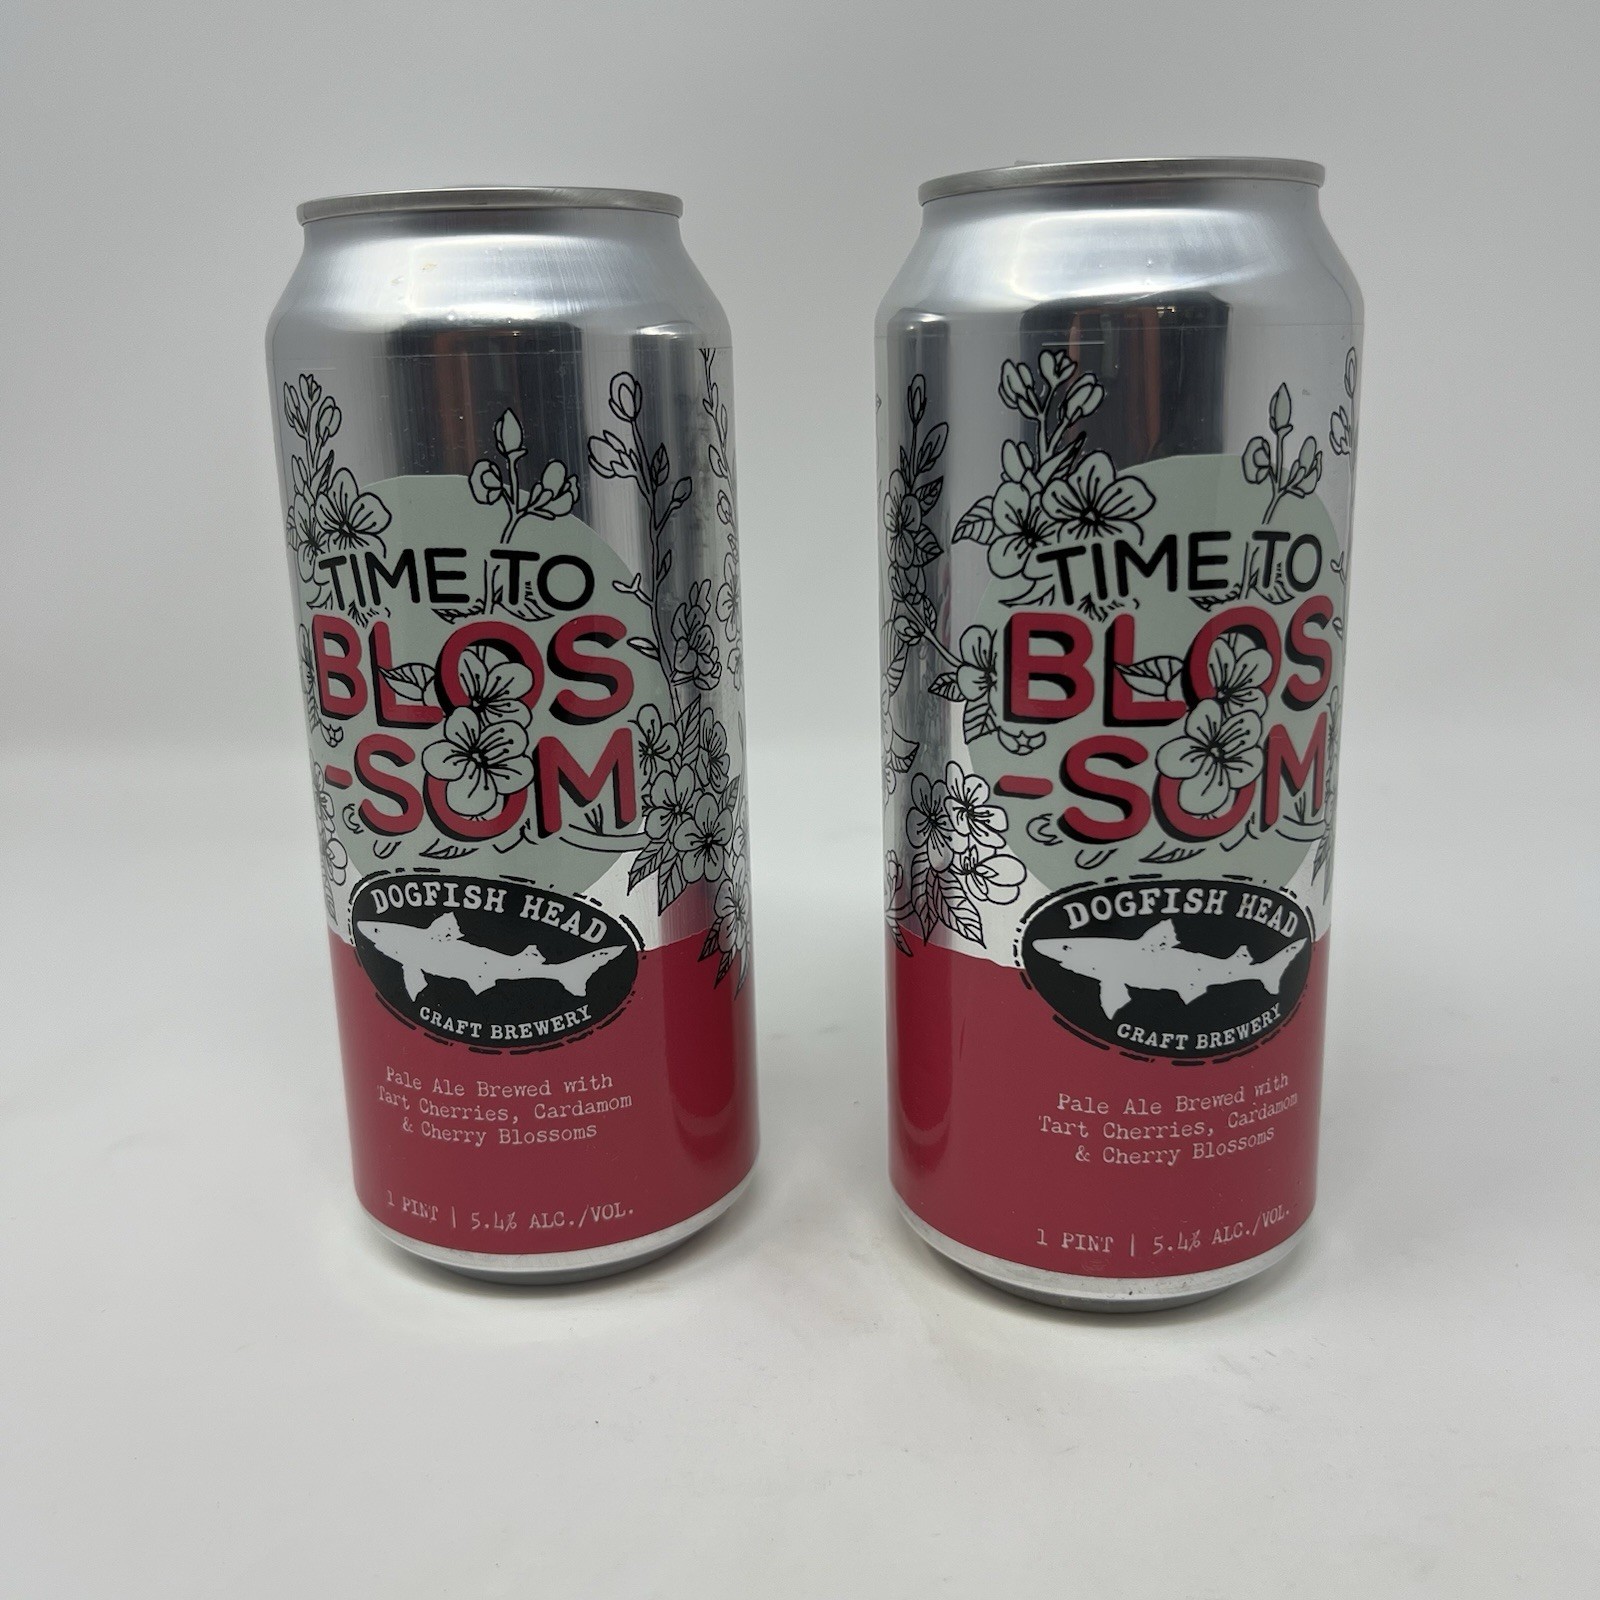 TIME TO
BLOS
-SOM
DOGFISH HEAD
CRAFT BREWERY
Pale Ale Brewed with
Tart Cherries, Cardamom
& Cherry Blossoms
1 PINT | 5.4% ALC./VOL.
TIME TO
BLOS
-SOM
DOGFISH HEAD
CRAFT BREWERY
Pale Ale Brewed with
Tart Cherries, Cardamom
& Cherry Blossoms
1 PINT | 5.4% ALC./VOL.